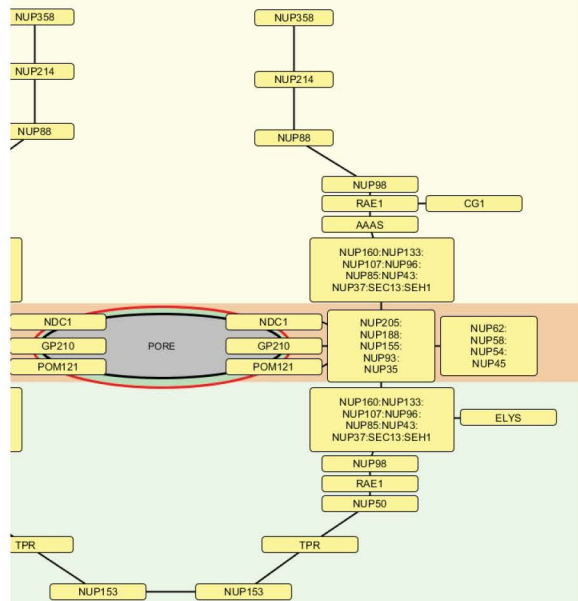 NUP358
NUP358
NUP214
NUP214
NUP88
NUP88
NUP98
RAE1
CG1
AAAS
NUP160:NUP133:
NUP107:NUP96:
NUP85:NUP43:
NUP37:SEC13:SEH1
NDC1
NDC1
GP210
PORE
GP210
POM121
POM121
NUP205:
NUP188:
NUP155:
NUP93:
NUP35
NUP62:
NUP58:
NUP54:
NUP45
NUP160:NUP133:
NUP107:NUP96:
NUP85:NUP43:
NUP37:SEC13:SEH1
ELYS
NUP98
RAE1
NUP50
TPR
TPR
NUP153
NUP153